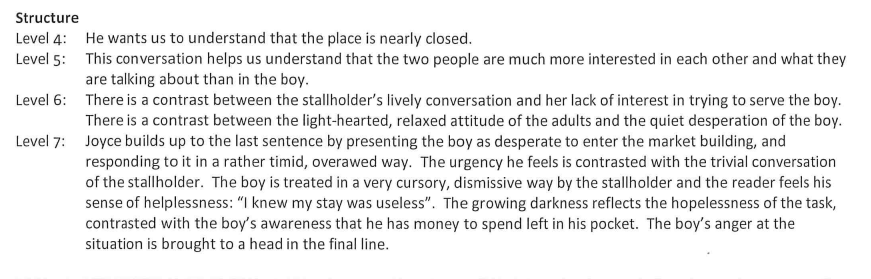 Structure
Level 4: He wants us to understand that the place is nearly closed.
Level 5: This conversation helps us understand that the two people are much more interested in each other and what they
are talking about than in the boy.
Level 6: There is a contrast between the stallholder's lively conversation and her lack of interest in trying to serve the boy.
There is a contrast between the light-hearted, relaxed attitude of the adults and the quiet desperation of the boy.
Level 7: Joyce builds up to the last sentence by presenting the boy as desperate to enter the market building, and
responding to it in a rather timid, overawed way. The urgency he feels is contrasted with the trivial conversation
of the stallholder. The boy is treated in a very cursory, dismissive way by the stallholder and the reader feels his
sense of helplessness: "I knew my stay was useless". The growing darkness reflects the hopelessness of the task,
contrasted with the boy's awareness that he has money to spend left in his pocket. The boy's anger at the
situation is brought to a head in the final line.